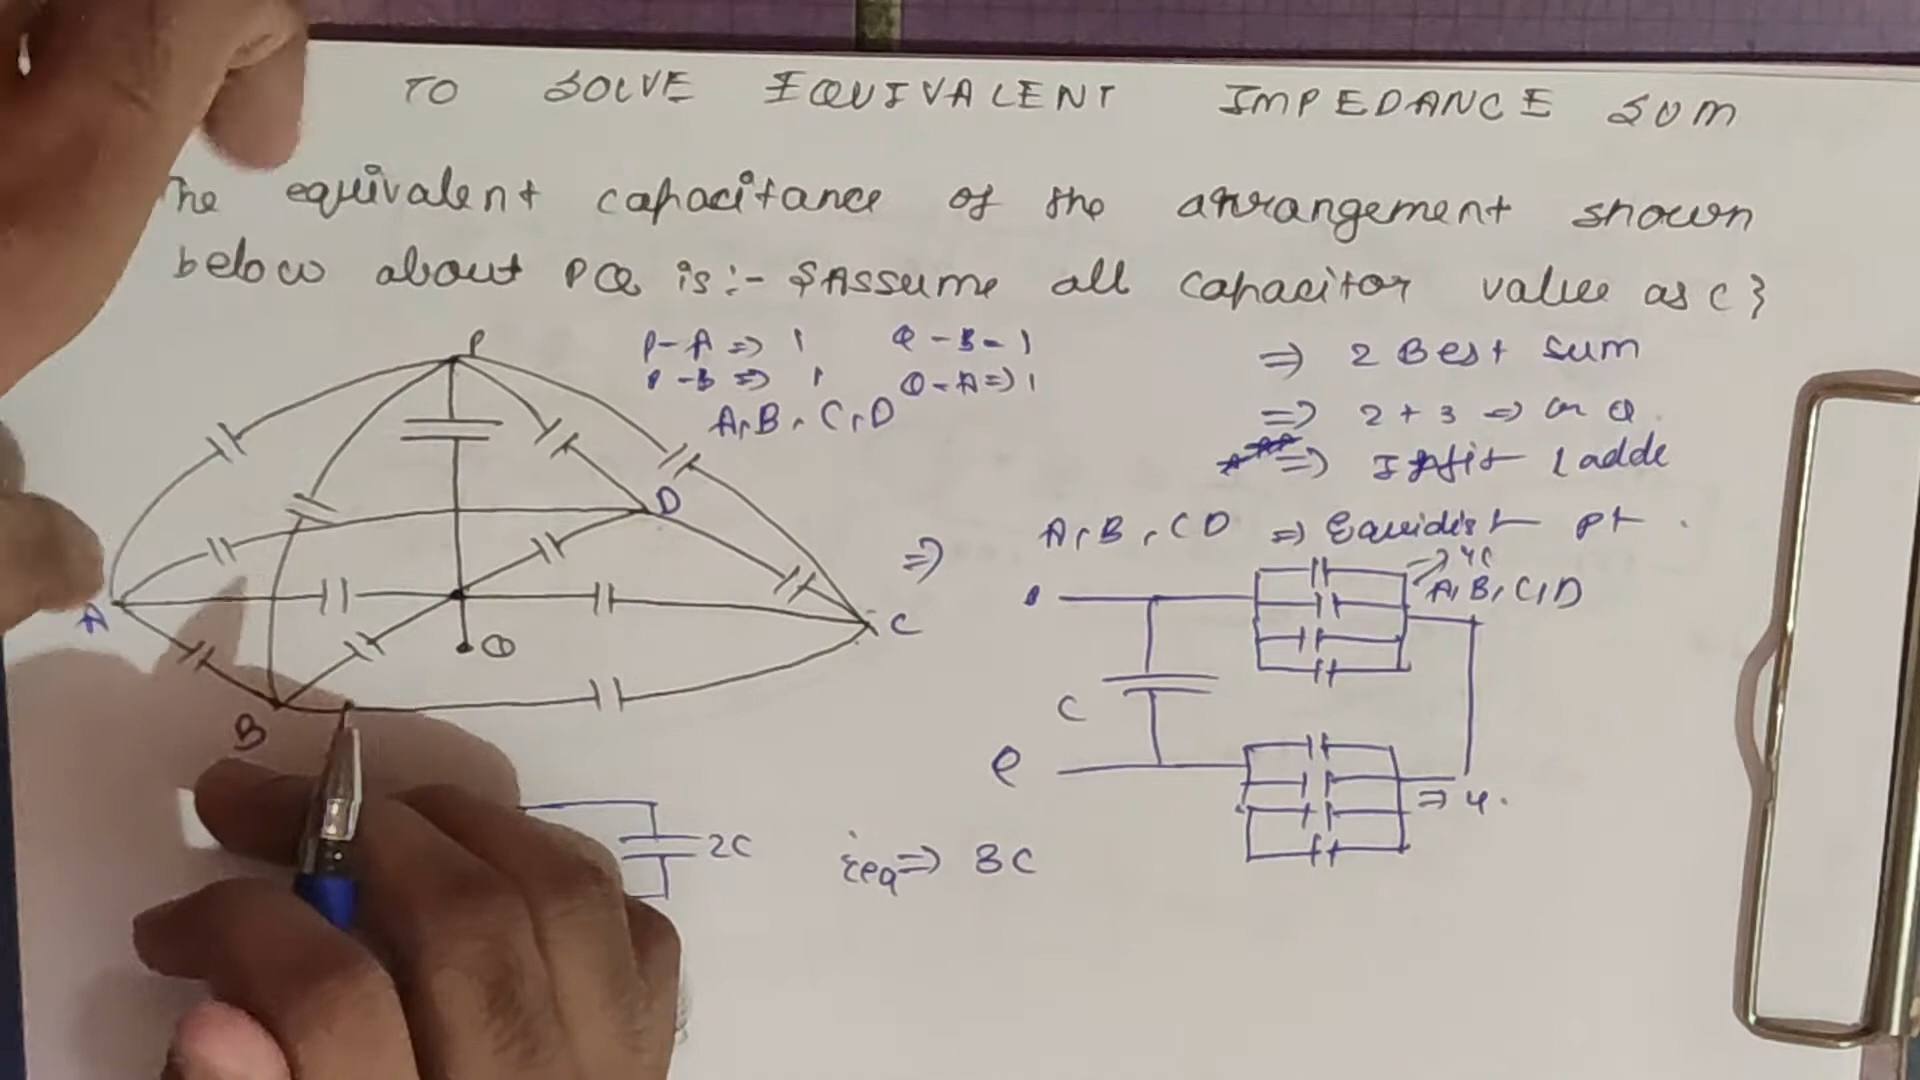 TO SOLVE EQUIVALENT IMPEDANCE SUM
The equivalent capacitance of the arrangement shown
below about PQ is:- {Assume all capacitor value as C}
P-A => 1
Q-B-1
P-B => 1
Q-A=> 1
A, B, C, D
=> 2 Best sum
=> 2 + 3 => on Q
=> Ladde
P
D
A
C
Q
B
=>
A, B, C D => Equidist pt.
=> 4C
A, B, C, D
C
Q
=> 4.
2C
Ceq => 3C